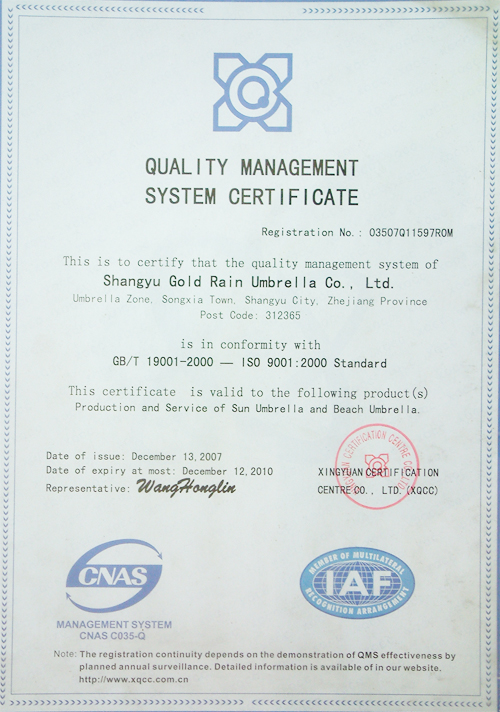 QUALITY MANAGEMENT
SYSTEM CERTIFICATE
Registration No.: 03507Q11597ROM
This is to certify that the quality management system of
Shangyu Gold Rain Umbrella Co., Ltd.
Umbrella Zone, Songxia Town, Shangyu City, Zhejiang Province
Post Code: 312365
is in conformity with
GB/T 19001-2000 — ISO 9001:2000 Standard
This certificate is valid to the following product(s)
Production and Service of Sun Umbrella and Beach Umbrella.
Date of issue: December 13,2007
Date of expiry at most: December 12,2010
Representative: WangHonglin
XINGYUAN CERTIFICATION CENTRE CO., LTD
XINGYUAN CERTIFICATION
CENTRE CO., LTD. (XQCC)
CNAS
MANAGEMENT SYSTEM
CNAS C035-Q
MEMBER OF MULTILATERAL
IAF
RECOGNITION ARRANGEMENT
Note: The registration continuity depends on the demonstration of QMS effectiveness by
planned annual surveillance. Detailed information is available of in our website.
http://www.xqcc.com.cn